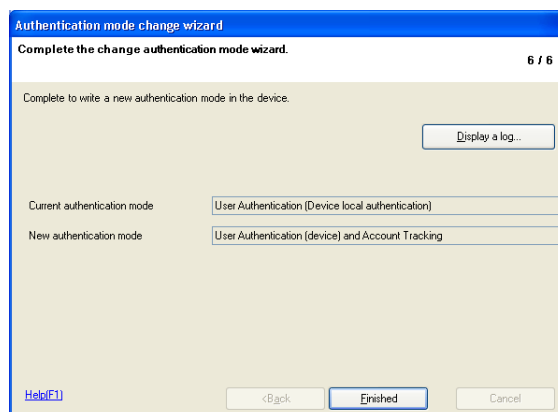 Authentication mode change wizard
Complete the change authentication mode wizard.
6 / 6
Complete to write a new authentication mode in the device.
Display a log...
Current authentication mode
User Authentication (Device local authentication)
New authentication mode
User Authentication (device) and Account Tracking
Help(F1)
<Back
Finished
Cancel